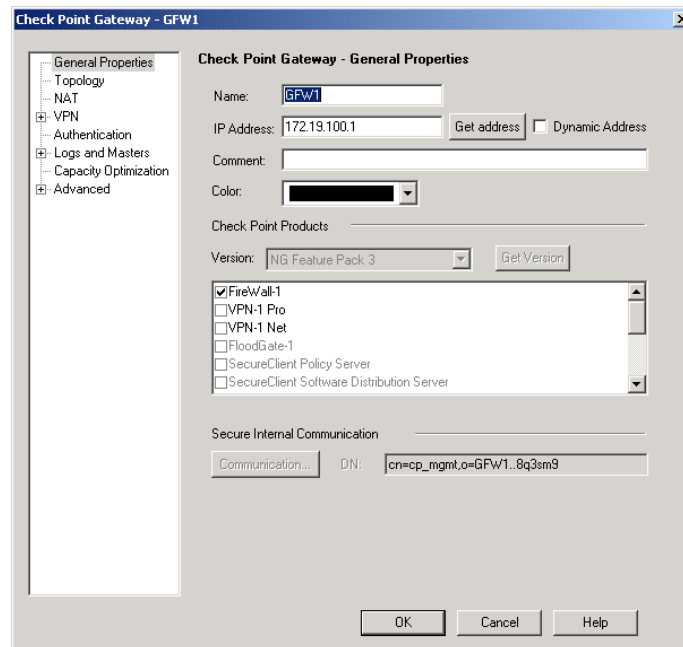 Check Point Gateway - GFW1
General Properties
Topology
NAT
VPN
Authentication
Logs and Masters
Capacity Optimization
Advanced
Check Point Gateway - General Properties
Name: GFW1
IP Address: 172.19.100.1 Get address Dynamic Address
Comment:
Color:
Check Point Products
Version: NG Feature Pack 3 Get Version
FireWall-1
VPN-1 Pro
VPN-1 Net
FloodGate-1
SecureClient Policy Server
SecureClient Software Distribution Server
Secure Internal Communication
Communication... DN: cn=cp_mgmt,o=GFW1..8q3sm9
OK Cancel Help